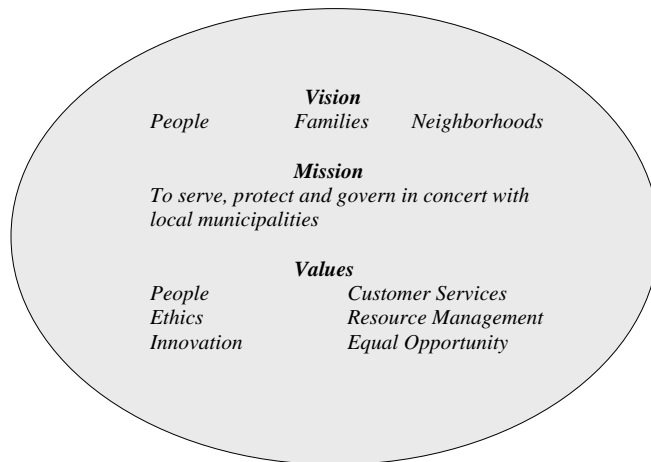 Vision
People Families Neighborhoods
Mission
To serve, protect and govern in concert with
local municipalities
Values
People Customer Services
Ethics Resource Management
Innovation Equal Opportunity